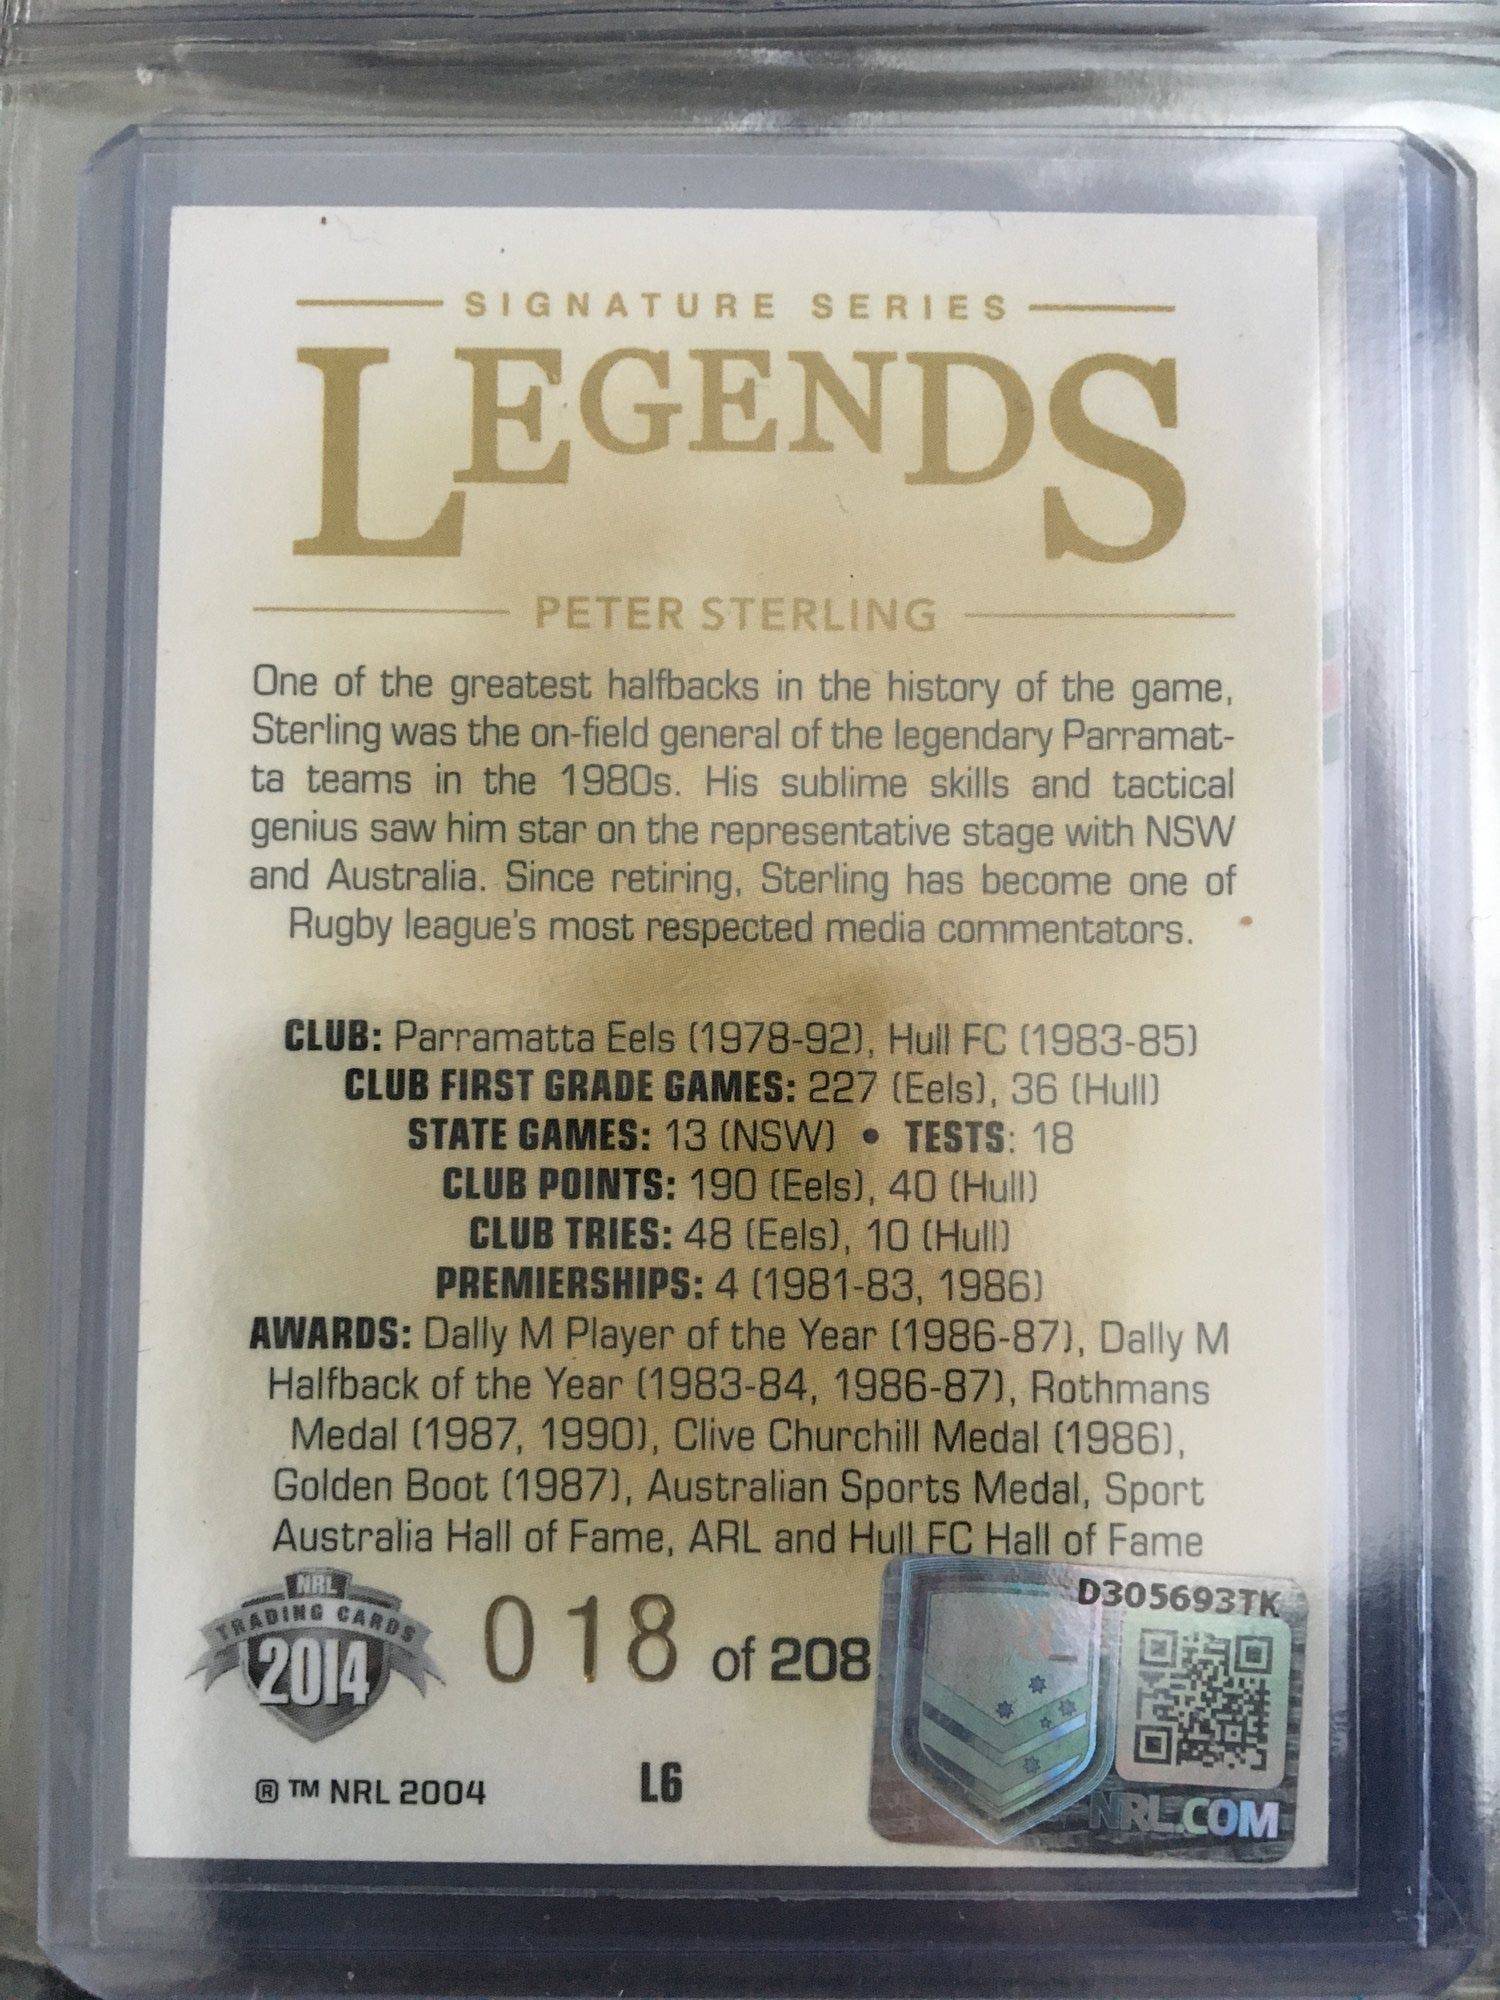 SIGNATURE SERIES
LEGENDS
PETER STERLING
One of the greatest halfbacks in the history of the game,
Sterling was the on-field general of the legendary Parramat-
ta teams in the 1980s. His sublime skills and tactical
genius saw him star on the representative stage with NSW
and Australia. Since retiring, Sterling has become one of
Rugby league's most respected media commentators.
CLUB: Parramatta Eels (1978-92), Hull FC (1983-85)
CLUB FIRST GRADE GAMES: 227 (Eels), 36 (Hull)
STATE GAMES: 13 (NSW) • TESTS: 18
CLUB POINTS: 190 (Eels), 40 (Hull)
CLUB TRIES: 48 (Eels), 10 (Hull)
PREMIERSHIPS: 4 (1981-83, 1986)
AWARDS: Dally M Player of the Year (1986-87), Dally M
Halfback of the Year (1983-84, 1986-87), Rothmans
Medal (1987, 1990), Clive Churchill Medal (1986),
Golden Boot (1987), Australian Sports Medal, Sport
Australia Hall of Fame, ARL and Hull FC Hall of Fame
NRL
TRADING CARDS
2014
018 of 208
D305693TK
NRL.COM
® ™ NRL 2004
L6